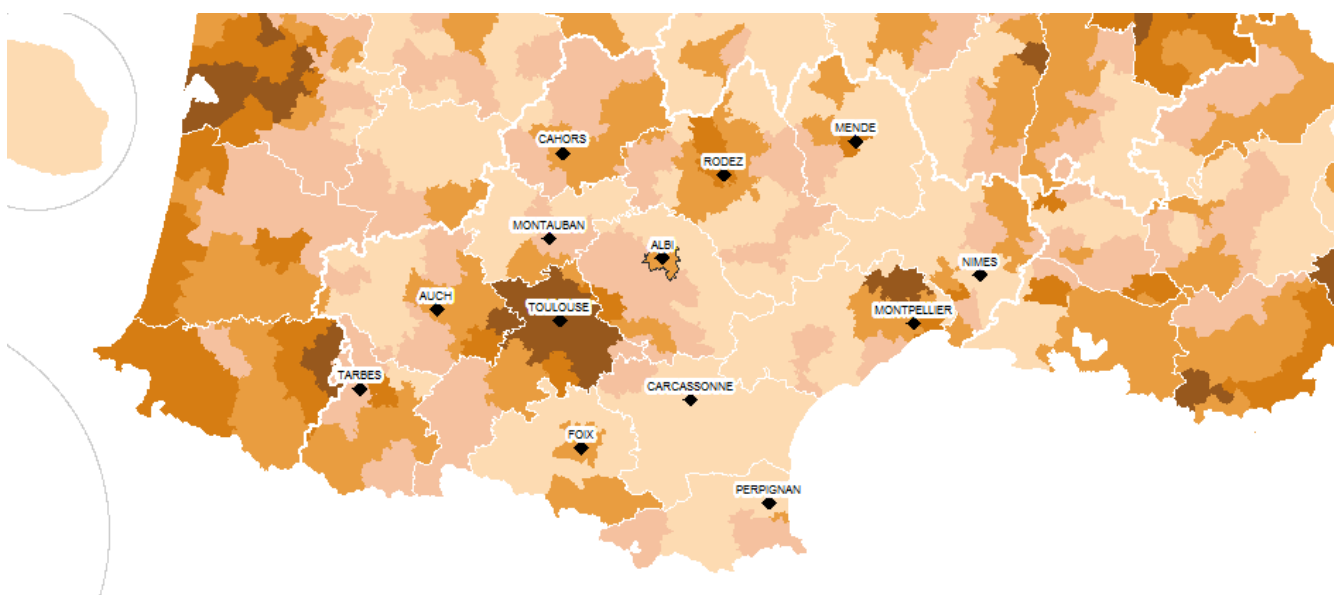 MENDE
CAHORS
RODEZ
MONTAUBAN
ALBI
NIMES
AUCH
TOULOUSE
MONTPELLIER
TARBES
CARCASSONNE
FOIX
PERPIGNAN